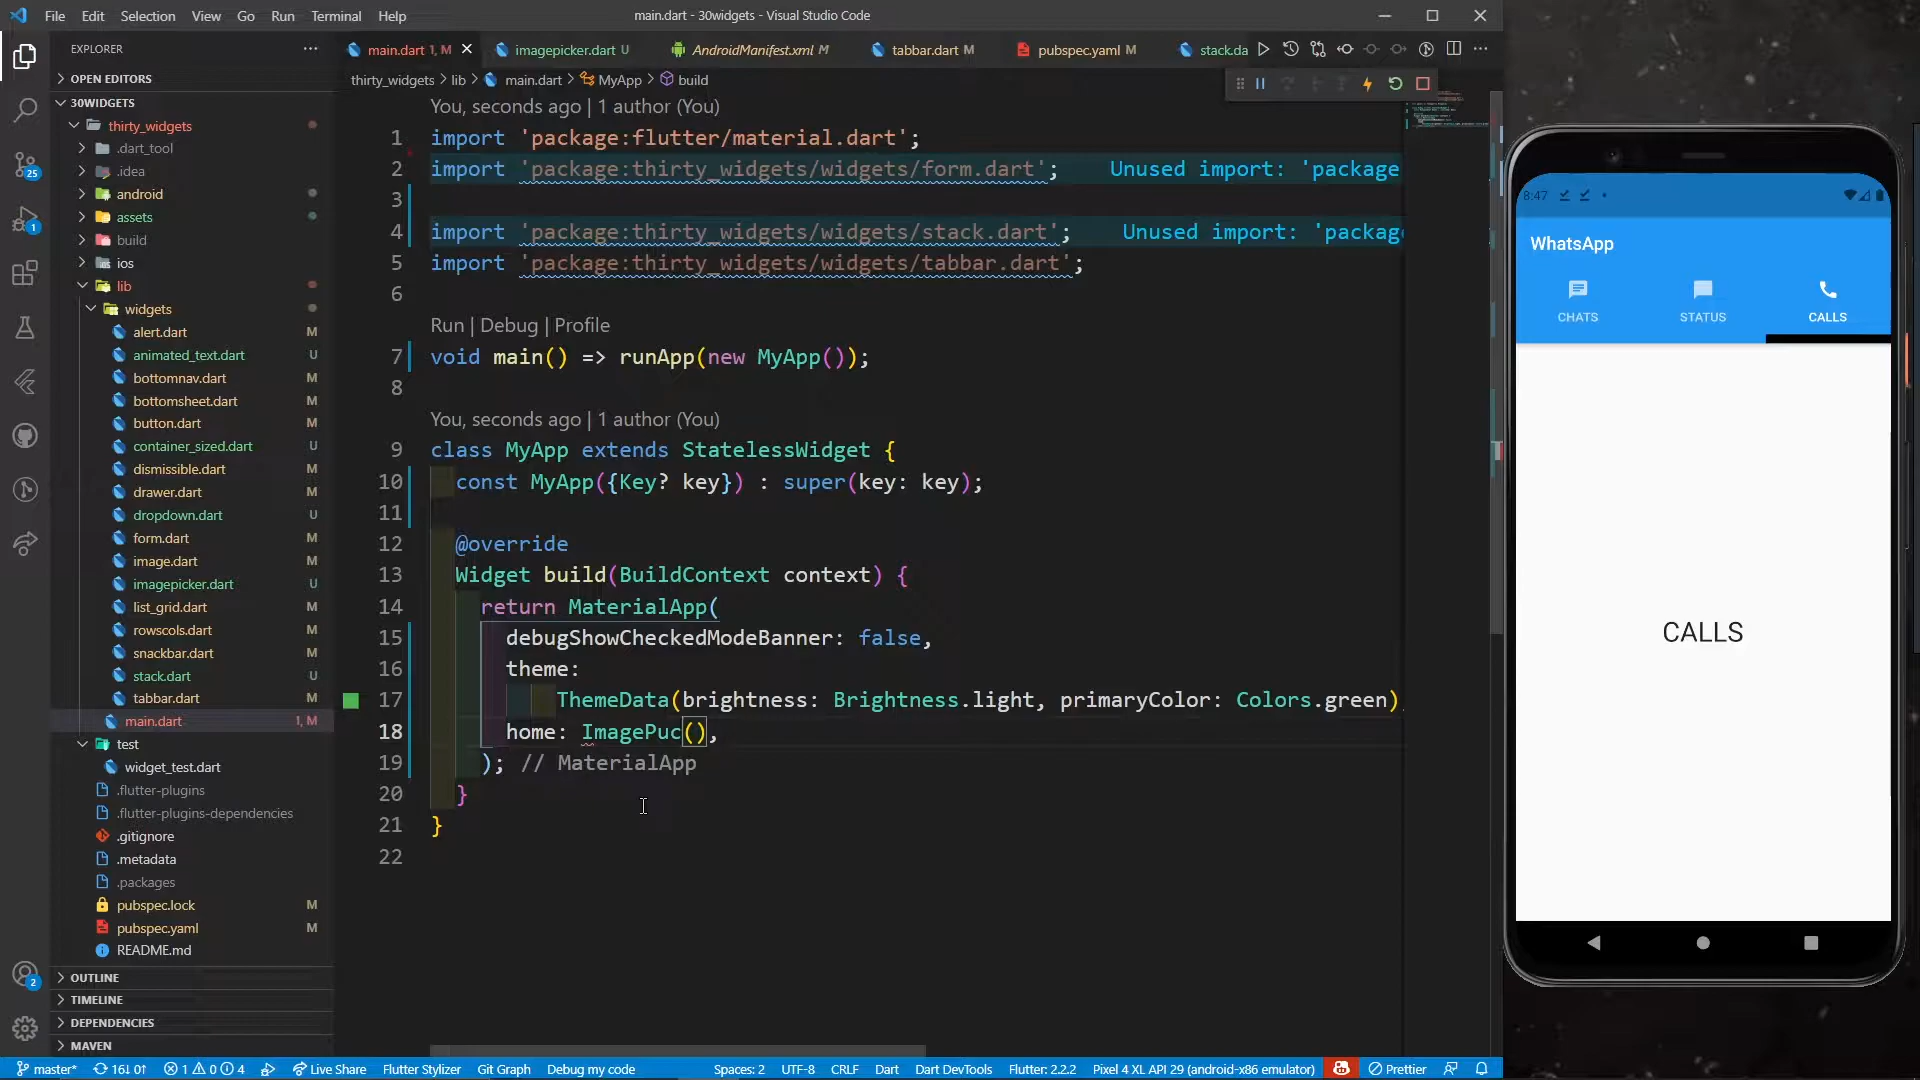 File Edit Selection View Go Run Terminal Help
main.dart - 30widgets - Visual Studio Code
EXPLORER
main.dart 1, M
imagepicker.dart U
AndroidManifest.xml M
tabbar.dart M
pubspec.yaml M
stack.da
OPEN EDITORS
30WIDGETS
thirty_widgets
.dart_tool
.idea
android
assets
build
ios
lib
widgets
alert.dart M
animated_text.dart U
bottomnav.dart M
bottomsheet.dart M
button.dart M
container_sized.dart U
dismissible.dart M
drawer.dart M
dropdown.dart U
form.dart M
image.dart M
imagepicker.dart U
list_grid.dart M
rowscols.dart M
snackbar.dart M
stack.dart U
tabbar.dart M
main.dart 1, M
test
widget_test.dart
.flutter-plugins
.flutter-plugins-dependencies
.gitignore
.metadata
.packages
pubspec.lock M
pubspec.yaml M
README.md
OUTLINE
TIMELINE
DEPENDENCIES
MAVEN
25
1
2
thirty_widgets > lib > main.dart > MyApp > build
You, seconds ago | 1 author (You)
1 import 'package:flutter/material.dart';
2 import 'package:thirty_widgets/widgets/form.dart'; Unused import: 'package
3
4 import 'package:thirty_widgets/widgets/stack.dart'; Unused import: 'packag
5 import 'package:thirty_widgets/widgets/tabbar.dart';
6
Run | Debug | Profile
7 void main() => runApp(new MyApp());
8
You, seconds ago | 1 author (You)
9 class MyApp extends StatelessWidget {
10 const MyApp({Key? key}) : super(key: key);
11
12 @override
13 Widget build(BuildContext context) {
14 return MaterialApp(
15 debugShowCheckedModeBanner: false,
16 theme:
17 ThemeData(brightness: Brightness.light, primaryColor: Colors.green),
18 home: ImagePuc(),
19 ); // MaterialApp
20 }
21 }
22
8:47
WhatsApp
CHATS STATUS CALLS
CALLS
master* 16↓ 0↑ 1 0 4 Live Share Flutter Stylizer Git Graph Debug my code Spaces: 2 UTF-8 CRLF Dart Dart DevTools Flutter: 2.2.2 Pixel 4 XL API 29 (android-x86 emulator) Prettier